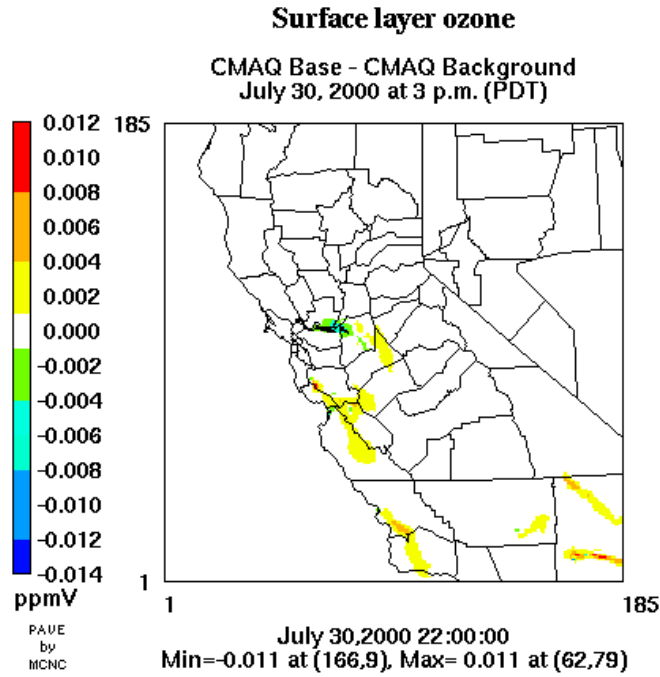 Surface layer ozone
CMAQ Base - CMAQ Background
July 30, 2000 at 3 p.m. (PDT)
0.012
0.010
0.008
0.006
0.004
0.002
0.000
-0.002
-0.004
-0.006
-0.008
-0.010
-0.012
-0.014
ppmV
PAVE
by
MCNC
185
1
1
185
July 30,2000 22:00:00
Min=-0.011 at (166,9), Max= 0.011 at (62,79)